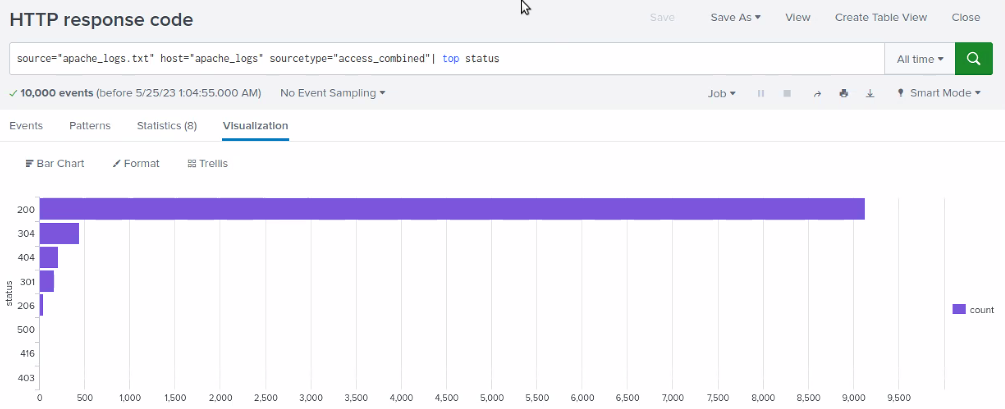 HTTP response code
Save Save As View Create Table View Close
source="apache_logs.txt" host="apache_logs" sourcetype="access_combined"| top status
All time
10,000 events (before 5/25/23 1:04:55.000 AM) No Event Sampling Job Smart Mode
Events Patterns Statistics (8) Visualization
Bar Chart Format Trellis
200
304
404
301
206
500
416
403
status
count
0 500 1,000 1,500 2,000 2,500 3,000 3,500 4,000 4,500 5,000 5,500 6,000 6,500 7,000 7,500 8,000 8,500 9,000 9,500